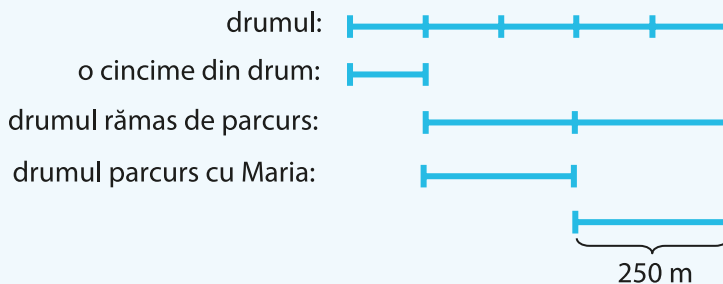 drumul:
o cincime din drum:
drumul rămas de parcurs:
drumul parcurs cu Maria:
250 m